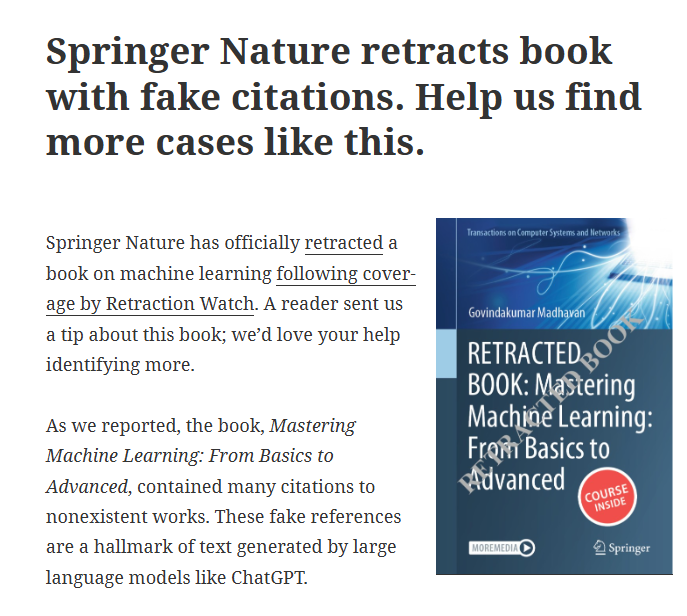 Springer Nature retracts book
with fake citations. Help us find
more cases like this.
Springer Nature has officially retracted a
book on machine learning following cover-
age by Retraction Watch. A reader sent us
a tip about this book; we'd love your help
identifying more.
As we reported, the book, Mastering
Machine Learning: From Basics to
Advanced, contained many citations to
nonexistent works. These fake references
are a hallmark of text generated by large
language models like ChatGPT.
Transactions on Computer Systems and Networks
Govindakumar Madhavan
RETRACTED
BOOK: Mastering
Machine Learning:
From Basics to
Advanced
RETRACTED BOOK
COURSE
INSIDE
MOREMEDIA
Springer